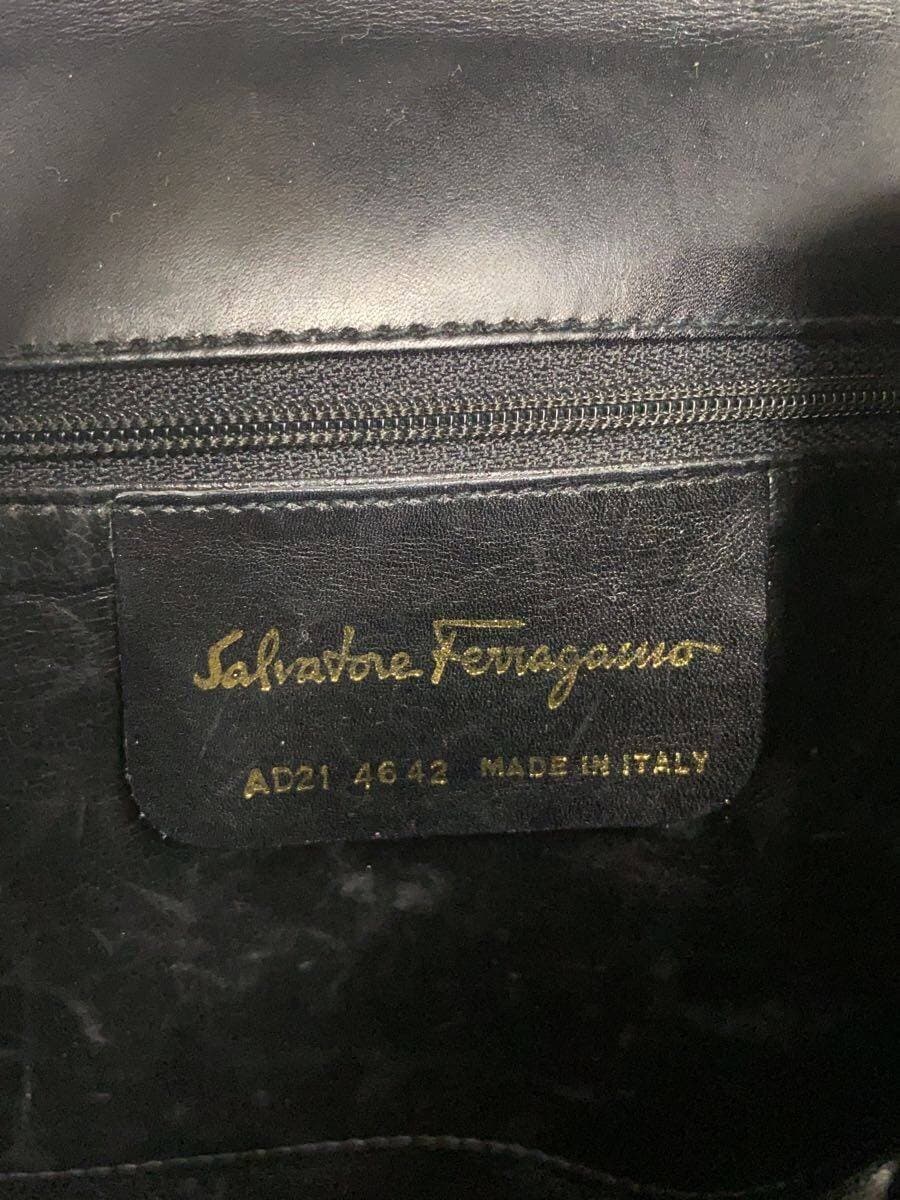 Salvatore Ferragamo
AD21 4642 MADE IN ITALY